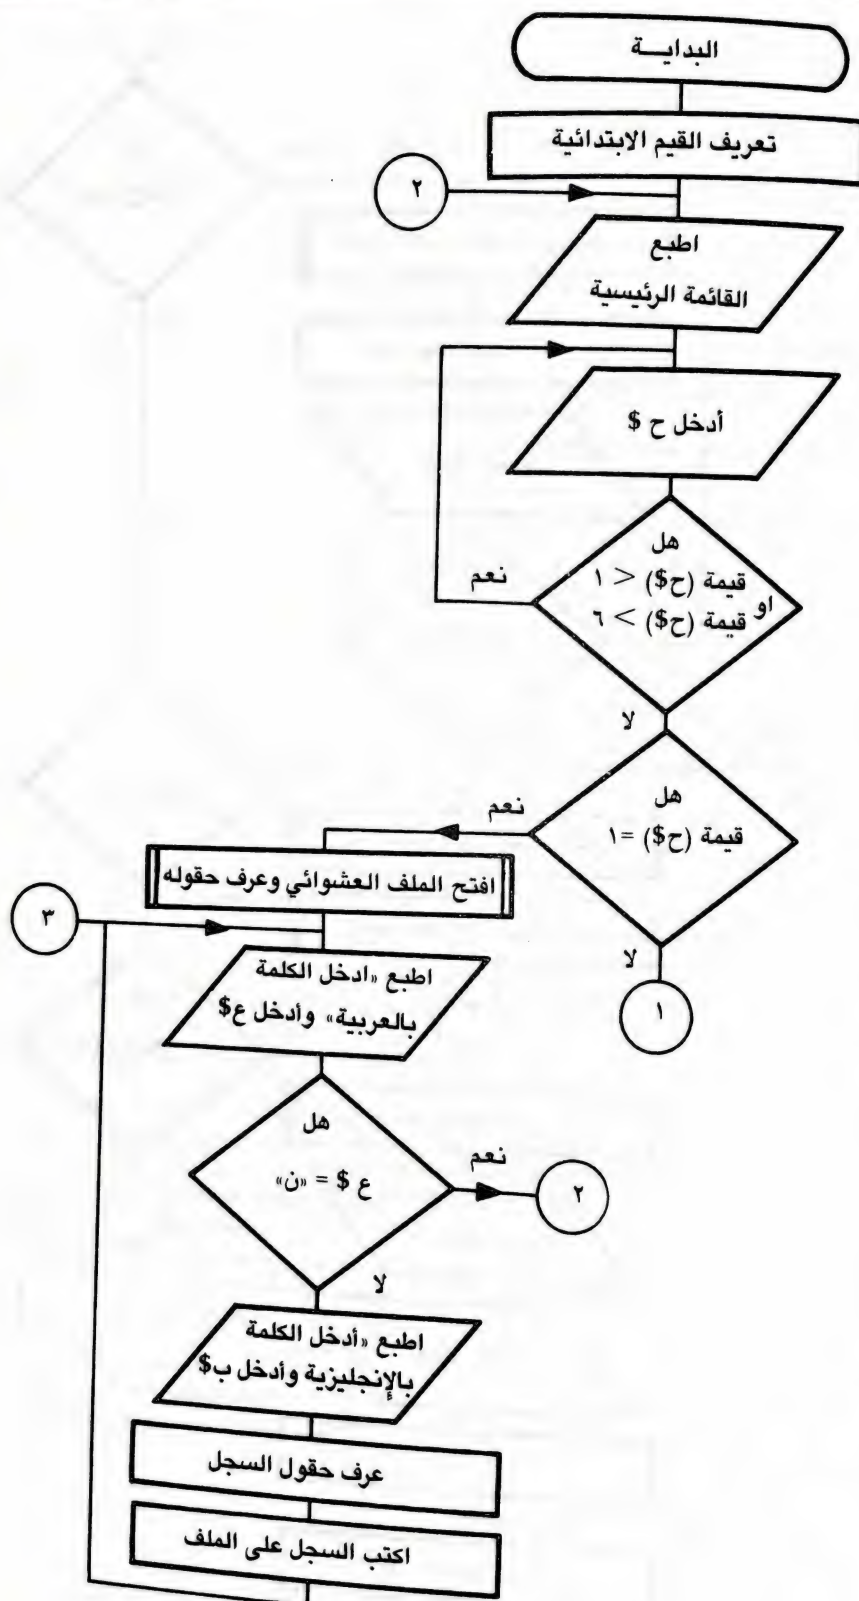 البدايـــة
تعريف القيم الابتدائية
٢
اطبع
القائمة الرئيسية
أدخل ح $
هل
قيمة (ح$) < ١
او
قيمة (ح$) > ٦
نعم
لا
هل
قيمة (ح$) = ١
نعم
لا
١
افتح الملف العشوائي وعرف حقوله
٣
اطبع «ادخل الكلمة
بالعربية» وأدخل ع$
هل
ع $ = «ن»
نعم
٢
لا
اطبع «أدخل الكلمة
بالإنجليزية وأدخل ب$
عرف حقول السجل
اكتب السجل على الملف